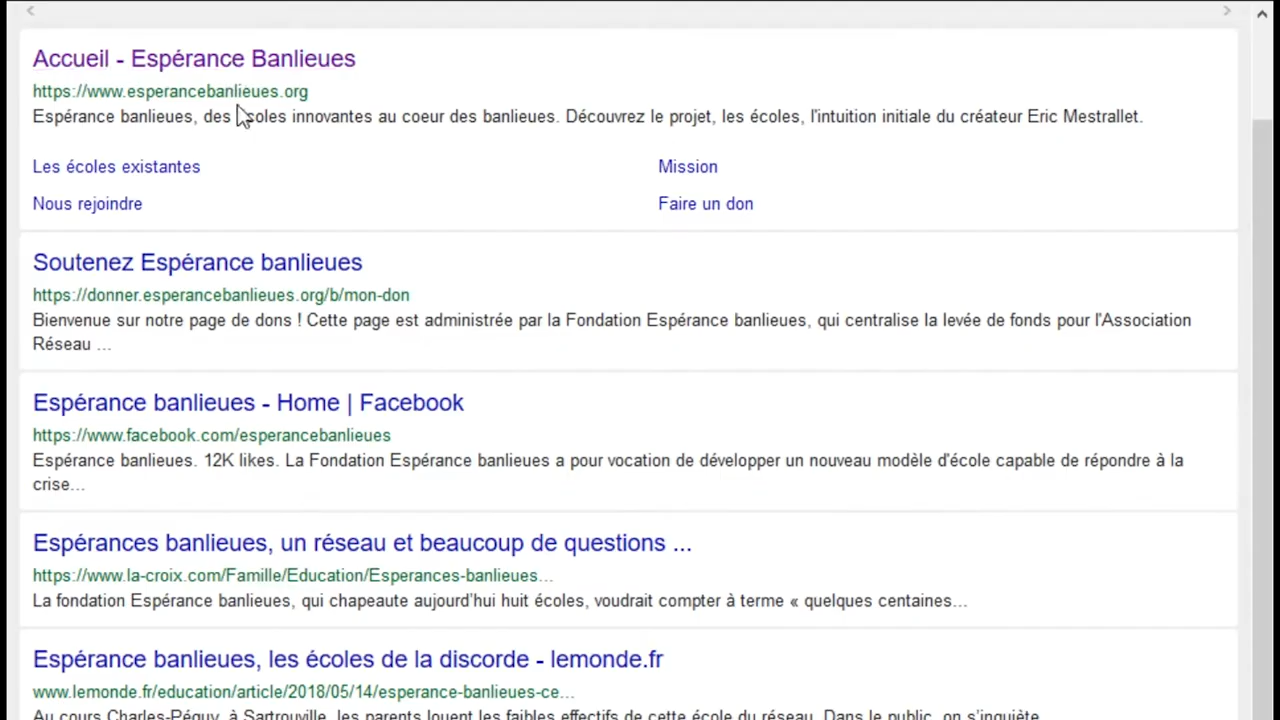 Accueil - Espérance Banlieues
https://www.esperancebanlieues.org
Espérance banlieues, des écoles innovantes au coeur des banlieues. Découvrez le projet, les écoles, l'intuition initiale du créateur Eric Mestrallet.
Les écoles existantes
Mission
Nous rejoindre
Faire un don
Soutenez Espérance banlieues
https://donner.esperancebanlieues.org/b/mon-don
Bienvenue sur notre page de dons ! Cette page est administrée par la Fondation Espérance banlieues, qui centralise la levée de fonds pour l'Association
Réseau ...
Espérance banlieues - Home | Facebook
https://www.facebook.com/esperancebanlieues
Espérance banlieues. 12K likes. La Fondation Espérance banlieues a pour vocation de développer un nouveau modèle d'école capable de répondre à la
crise...
Espérances banlieues, un réseau et beaucoup de questions ...
https://www.la-croix.com/Famille/Education/Esperances-banlieues...
La fondation Espérance banlieues, qui chapeaute aujourd'hui huit écoles, voudrait compter à terme « quelques centaines...
Espérance banlieues, les écoles de la discorde - lemonde.fr
www.lemonde.fr/education/article/2018/05/14/esperance-banlieues-ce...
Au cours Charles-Péguy, à Sartrouville, les parents louent les faibles effectifs de cette école du réseau. Dans le public, on s'inquiète